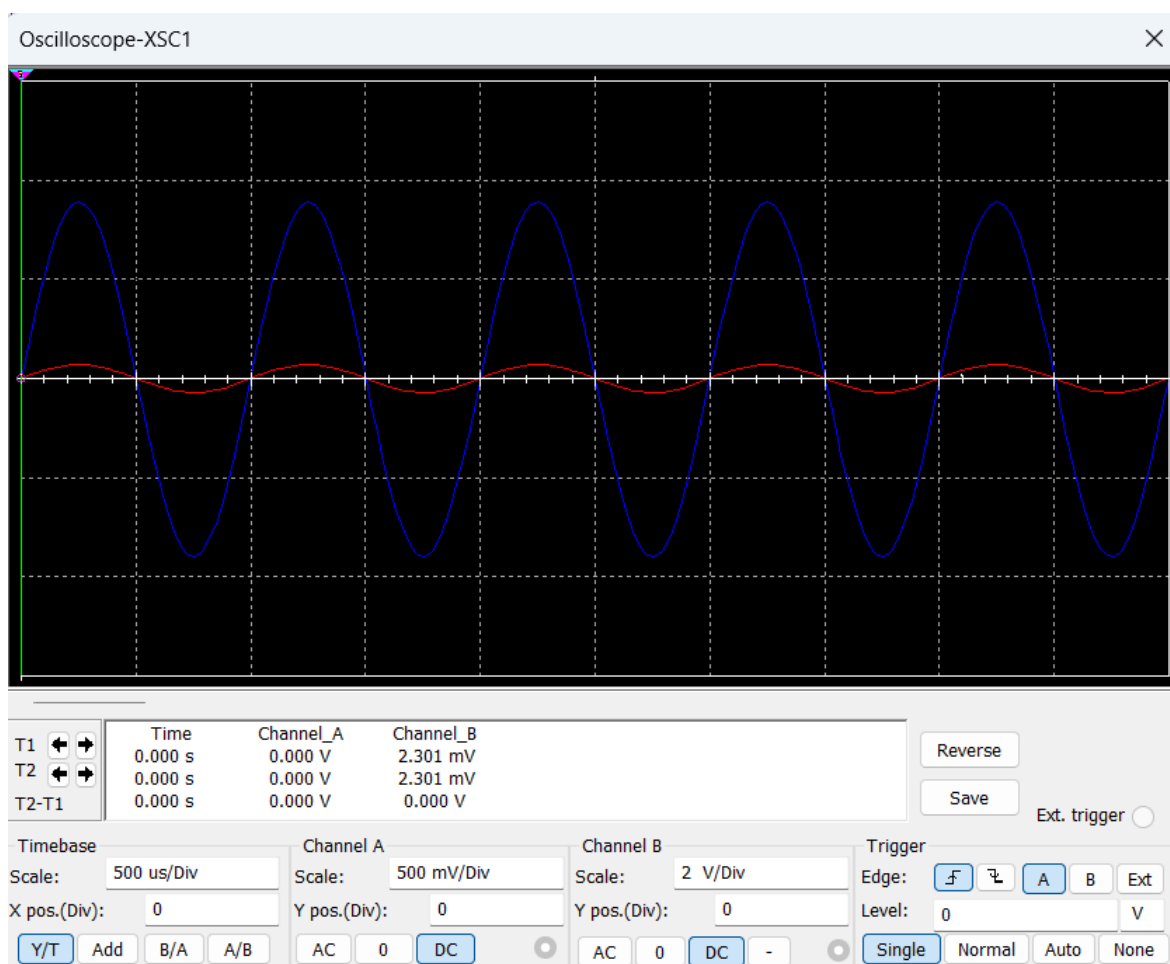 Oscilloscope-XSC1
Time Channel_A Channel_B
T1 0.000 s 0.000 V 2.301 mV
T2 0.000 s 0.000 V 2.301 mV
T2-T1 0.000 s 0.000 V 0.000 V
Reverse
Save
Ext. trigger
Timebase
Scale: 500 us/Div
X pos.(Div): 0
Y/T Add B/A A/B
Channel A
Scale: 500 mV/Div
Y pos.(Div): 0
AC 0 DC
Channel B
Scale: 2 V/Div
Y pos.(Div): 0
AC 0 DC -
Trigger
Edge: A B Ext
Level: 0 V
Single Normal Auto None